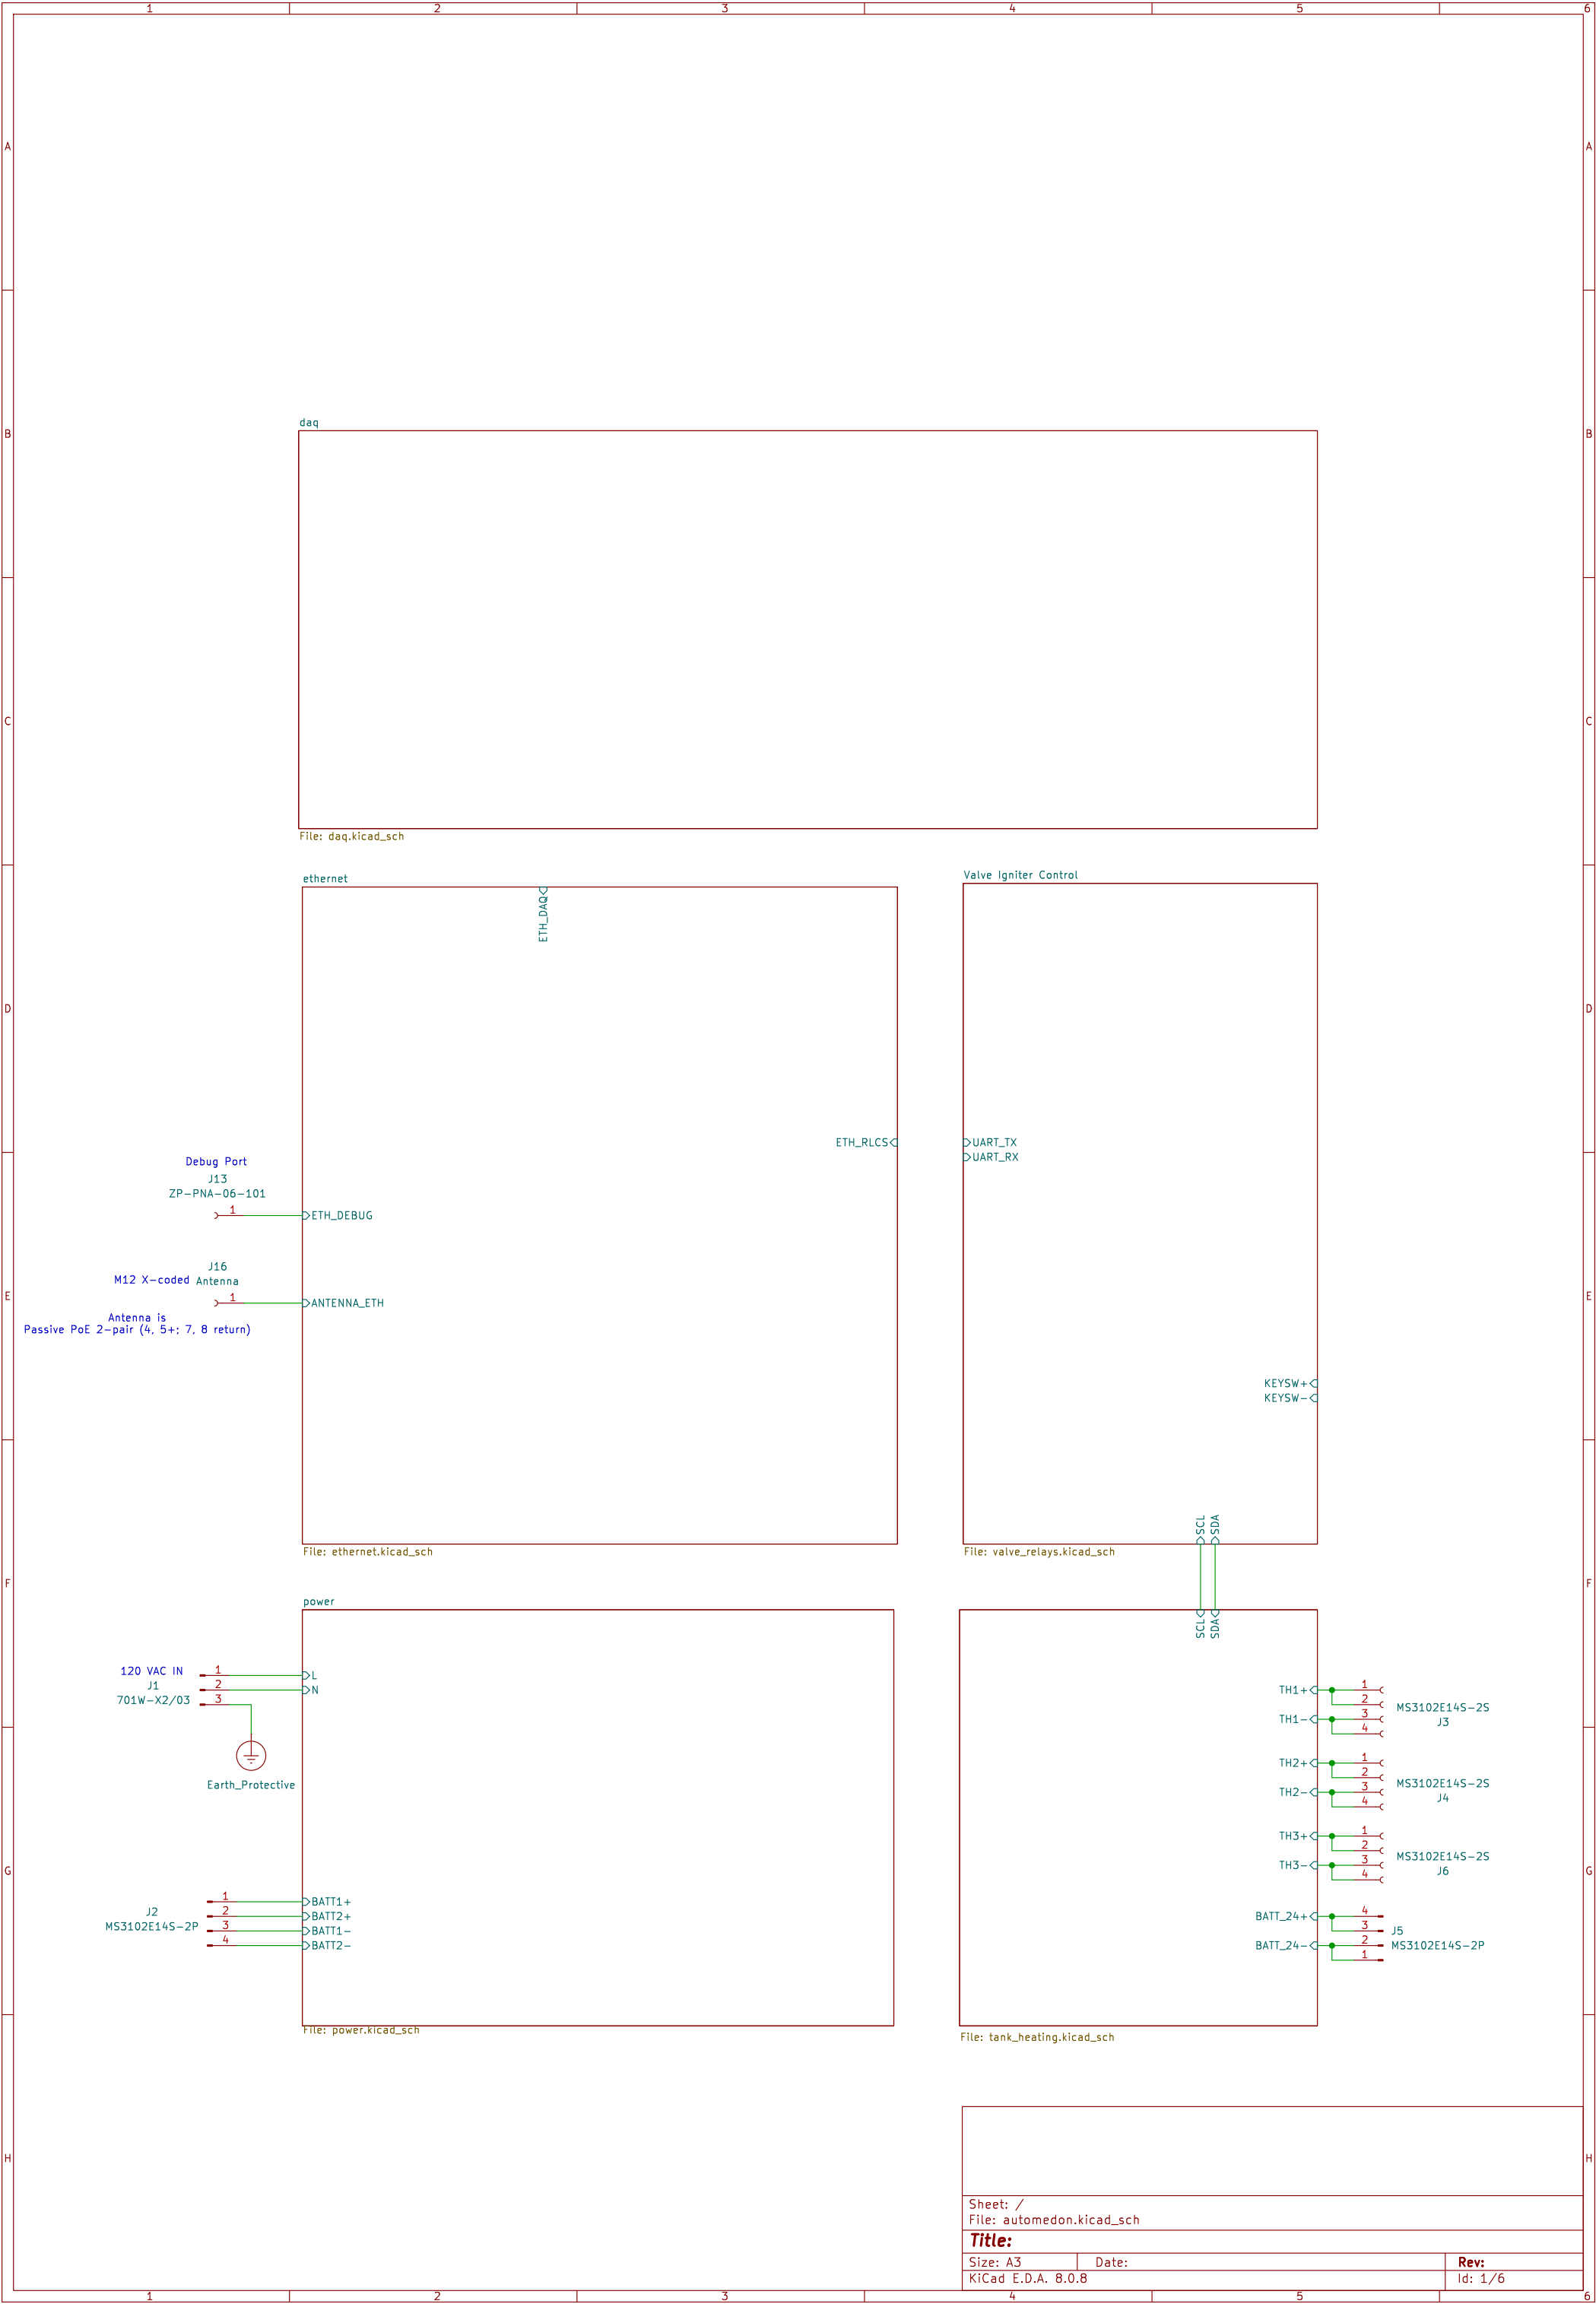 1 2 3 4 5 6
A A
daq
B B
File: daq.kicad_sch
C C
ethernet
Valve Igniter Control
ETH_DAQ
D D
ETH_RLCS
UART_TX
UART_RX
Debug Port
J13
ZP-PNA-06-101
1
ETH_DEBUG
J16
M12 X-coded
Antenna
E E
1
ANTENNA_ETH
Antenna is
Passive PoE 2-pair (4, 5+; 7, 8 return)
KEYSW+
KEYSW-
SCL
SDA
File: ethernet.kicad_sch
File: valve_relays.kicad_sch
F F
power
SCL
SDA
120 VAC IN
J1
701W-X2/03
1
2
3
L
N
Earth_Protective
TH1+
TH1-
1
2
3
4
MS3102E14S-2S
J3
TH2+
TH2-
1
2
3
4
MS3102E14S-2S
J4
TH3+
TH3-
1
2
3
4
MS3102E14S-2S
J6
G G
J2
MS3102E14S-2P
1
2
3
4
BATT1+
BATT2+
BATT1-
BATT2-
BATT_24+
BATT_24-
4
3
2
1
J5
MS3102E14S-2P
File: power.kicad_sch
File: tank_heating.kicad_sch
H H
Sheet: /
File: automedon.kicad_sch
Title:
Size: A3 Date: Rev:
KiCad E.D.A. 8.0.8 Id: 1/6
1 2 3 4 5 6